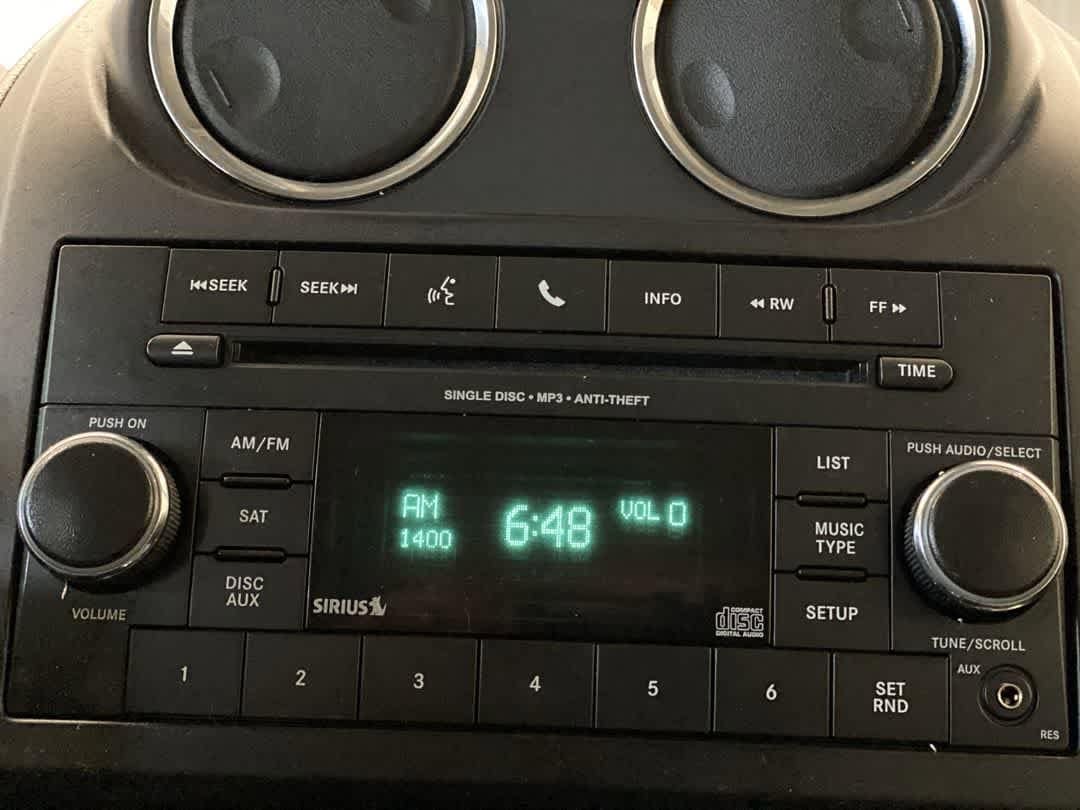 SEEK
SEEK
INFO
RW
FF
TIME
SINGLE DISC • MP3 • ANTI-THEFT
PUSH ON
AM/FM
LIST
PUSH AUDIO/SELECT
AM
1400
6:48
VOL 0
SAT
MUSIC
TYPE
DISC
AUX
SIRIUS
COMPACT
disc
DIGITAL AUDIO
SETUP
VOLUME
TUNE/SCROLL
1
2
3
4
5
6
SET
RND
AUX
RES